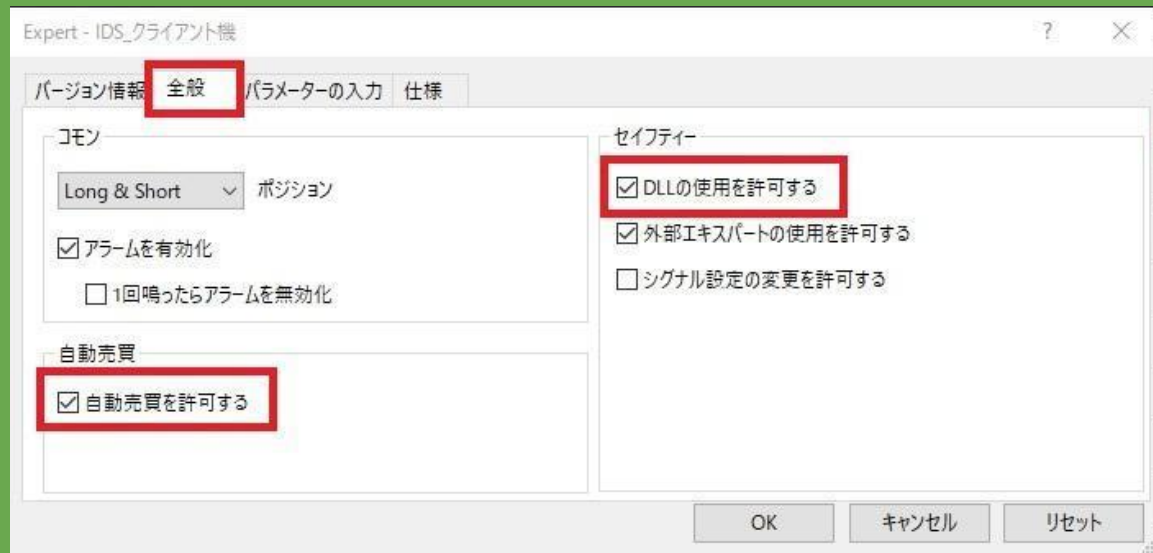 Expert - IDS_クライアント機
バージョン情報 全般 パラメーターの入力 仕様
コモン
Long & Short ポジション
アラームを有効化
1回鳴ったらアラームを無効化
自動売買
自動売買を許可する
セイフティー
DLLの使用を許可する
外部エキスパートの使用を許可する
シグナル設定の変更を許可する
OK キャンセル リセット